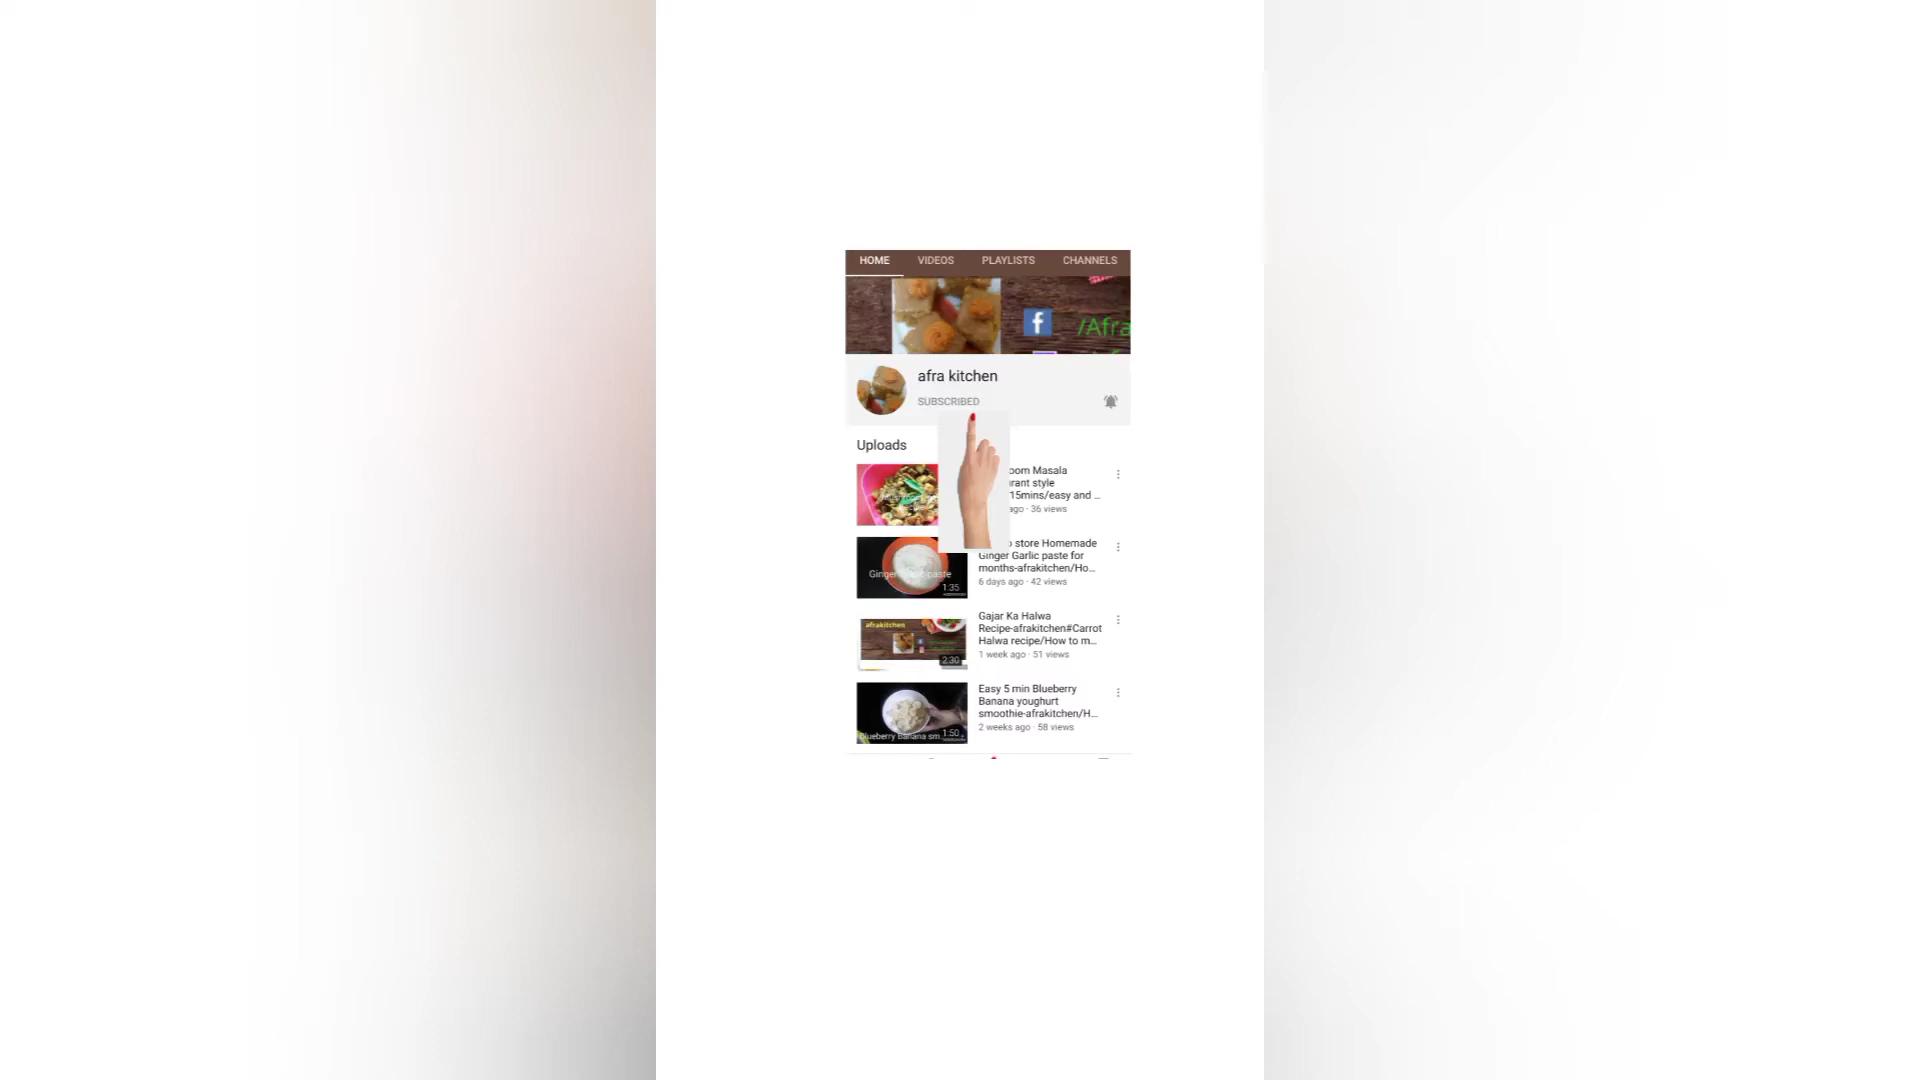 HOME VIDEOS PLAYLISTS CHANNELS
/Afra
afra kitchen
SUBSCRIBED
Uploads
oom Masala
rant style
15mins/easy and ...
ago · 36 views
Ginger paste
1:35
store Homemade
Ginger Garlic paste for
months-afrakitchen/Ho...
6 days ago · 42 views
afrakitchen
2:30
Gajar Ka Halwa
Recipe-afrakitchen#Carrot
Halwa recipe/How to m...
1 week ago · 51 views
Blueberry Banana sm
1:50
Easy 5 min Blueberry
Banana youghurt
smoothie-afrakitchen/H...
2 weeks ago · 58 views